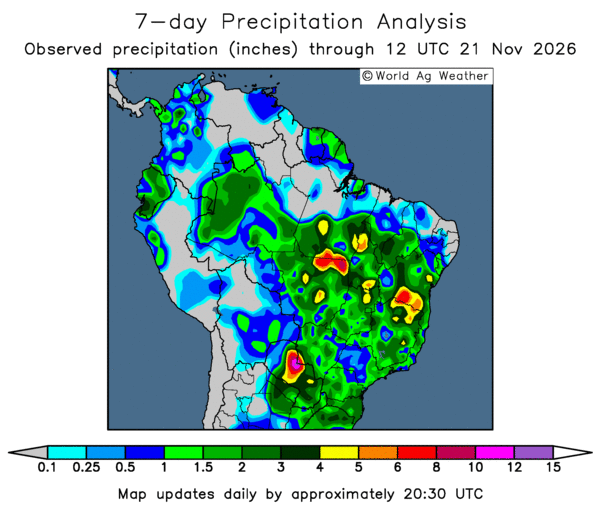 7-day Precipitation Analysis
Observed precipitation (inches) through 12 UTC 21 Nov 2026
©World Ag Weather
0.1 0.25 0.5 1 1.5 2 3 4 5 6 8 10 12 15
Map updates daily by approximately 20:30 UTC